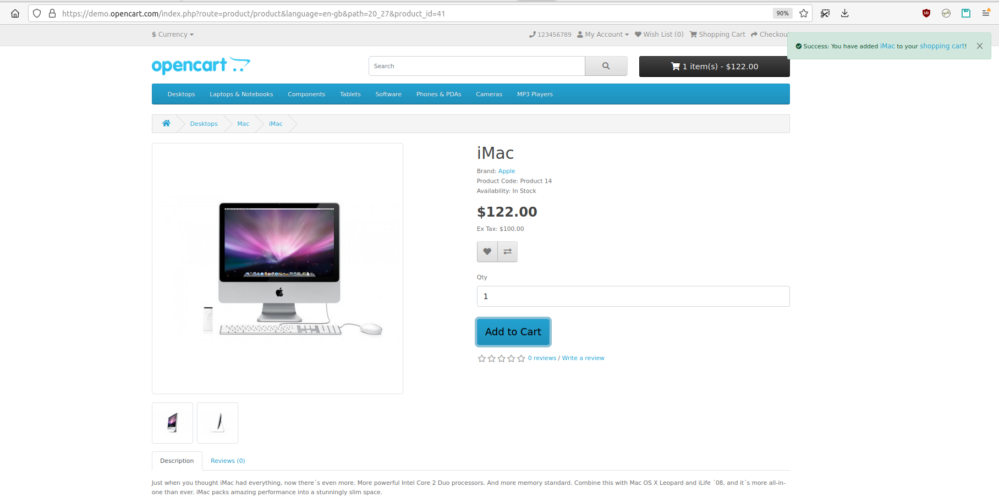 https://demo.opencart.com/index.php?route=product/product&language=en-gb&path=20_27&product_id=41
90%
$ Currency
123456789 My Account Wish List (0) Shopping Cart
Success: You have added iMac to your shopping cart!
opencart
Search
1 item(s) - $122.00
Desktops Laptops & Notebooks Components Tablets Software Phones & PDAs Cameras MP3 Players
Desktops Mac iMac
iMac
Brand: Apple
Product Code: Product 14
Availability: In Stock
$122.00
Ex Tax: $100.00
Qty
1
Add to Cart
0 reviews / Write a review
Description Reviews (0)
Just when you thought iMac had everything, now there´s even more. More powerful Intel Core 2 Duo processors. And more memory standard. Combine this with Mac OS X Leopard and iLife ´08, and it´s more all-in-
one than ever. iMac packs amazing performance into a stunningly slim space.